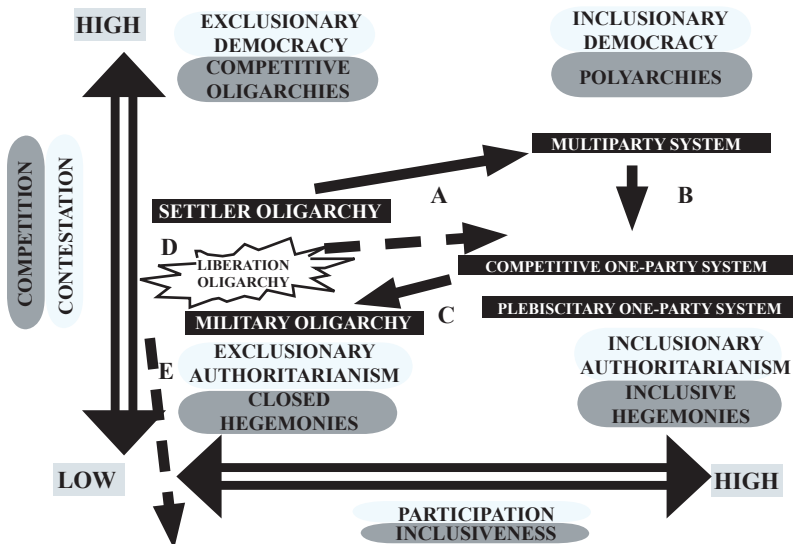 HIGH
EXCLUSIONARY
DEMOCRACY
COMPETITIVE
OLIGARCHIES
INCLUSIONARY
DEMOCRACY
POLYARCHIES
COMPETITION
CONTESTATION
MULTIPARTY SYSTEM
A
B
SETTLER OLIGARCHY
D
LIBERATION
OLIGARCHY
COMPETITIVE ONE-PARTY SYSTEM
PLEBISCITARY ONE-PARTY SYSTEM
MILITARY OLIGARCHY
C
E
EXCLUSIONARY
AUTHORITARIANISM
CLOSED
HEGEMONIES
INCLUSIONARY
AUTHORITARIANISM
INCLUSIVE
HEGEMONIES
LOW
HIGH
PARTICIPATION
INCLUSIVENESS